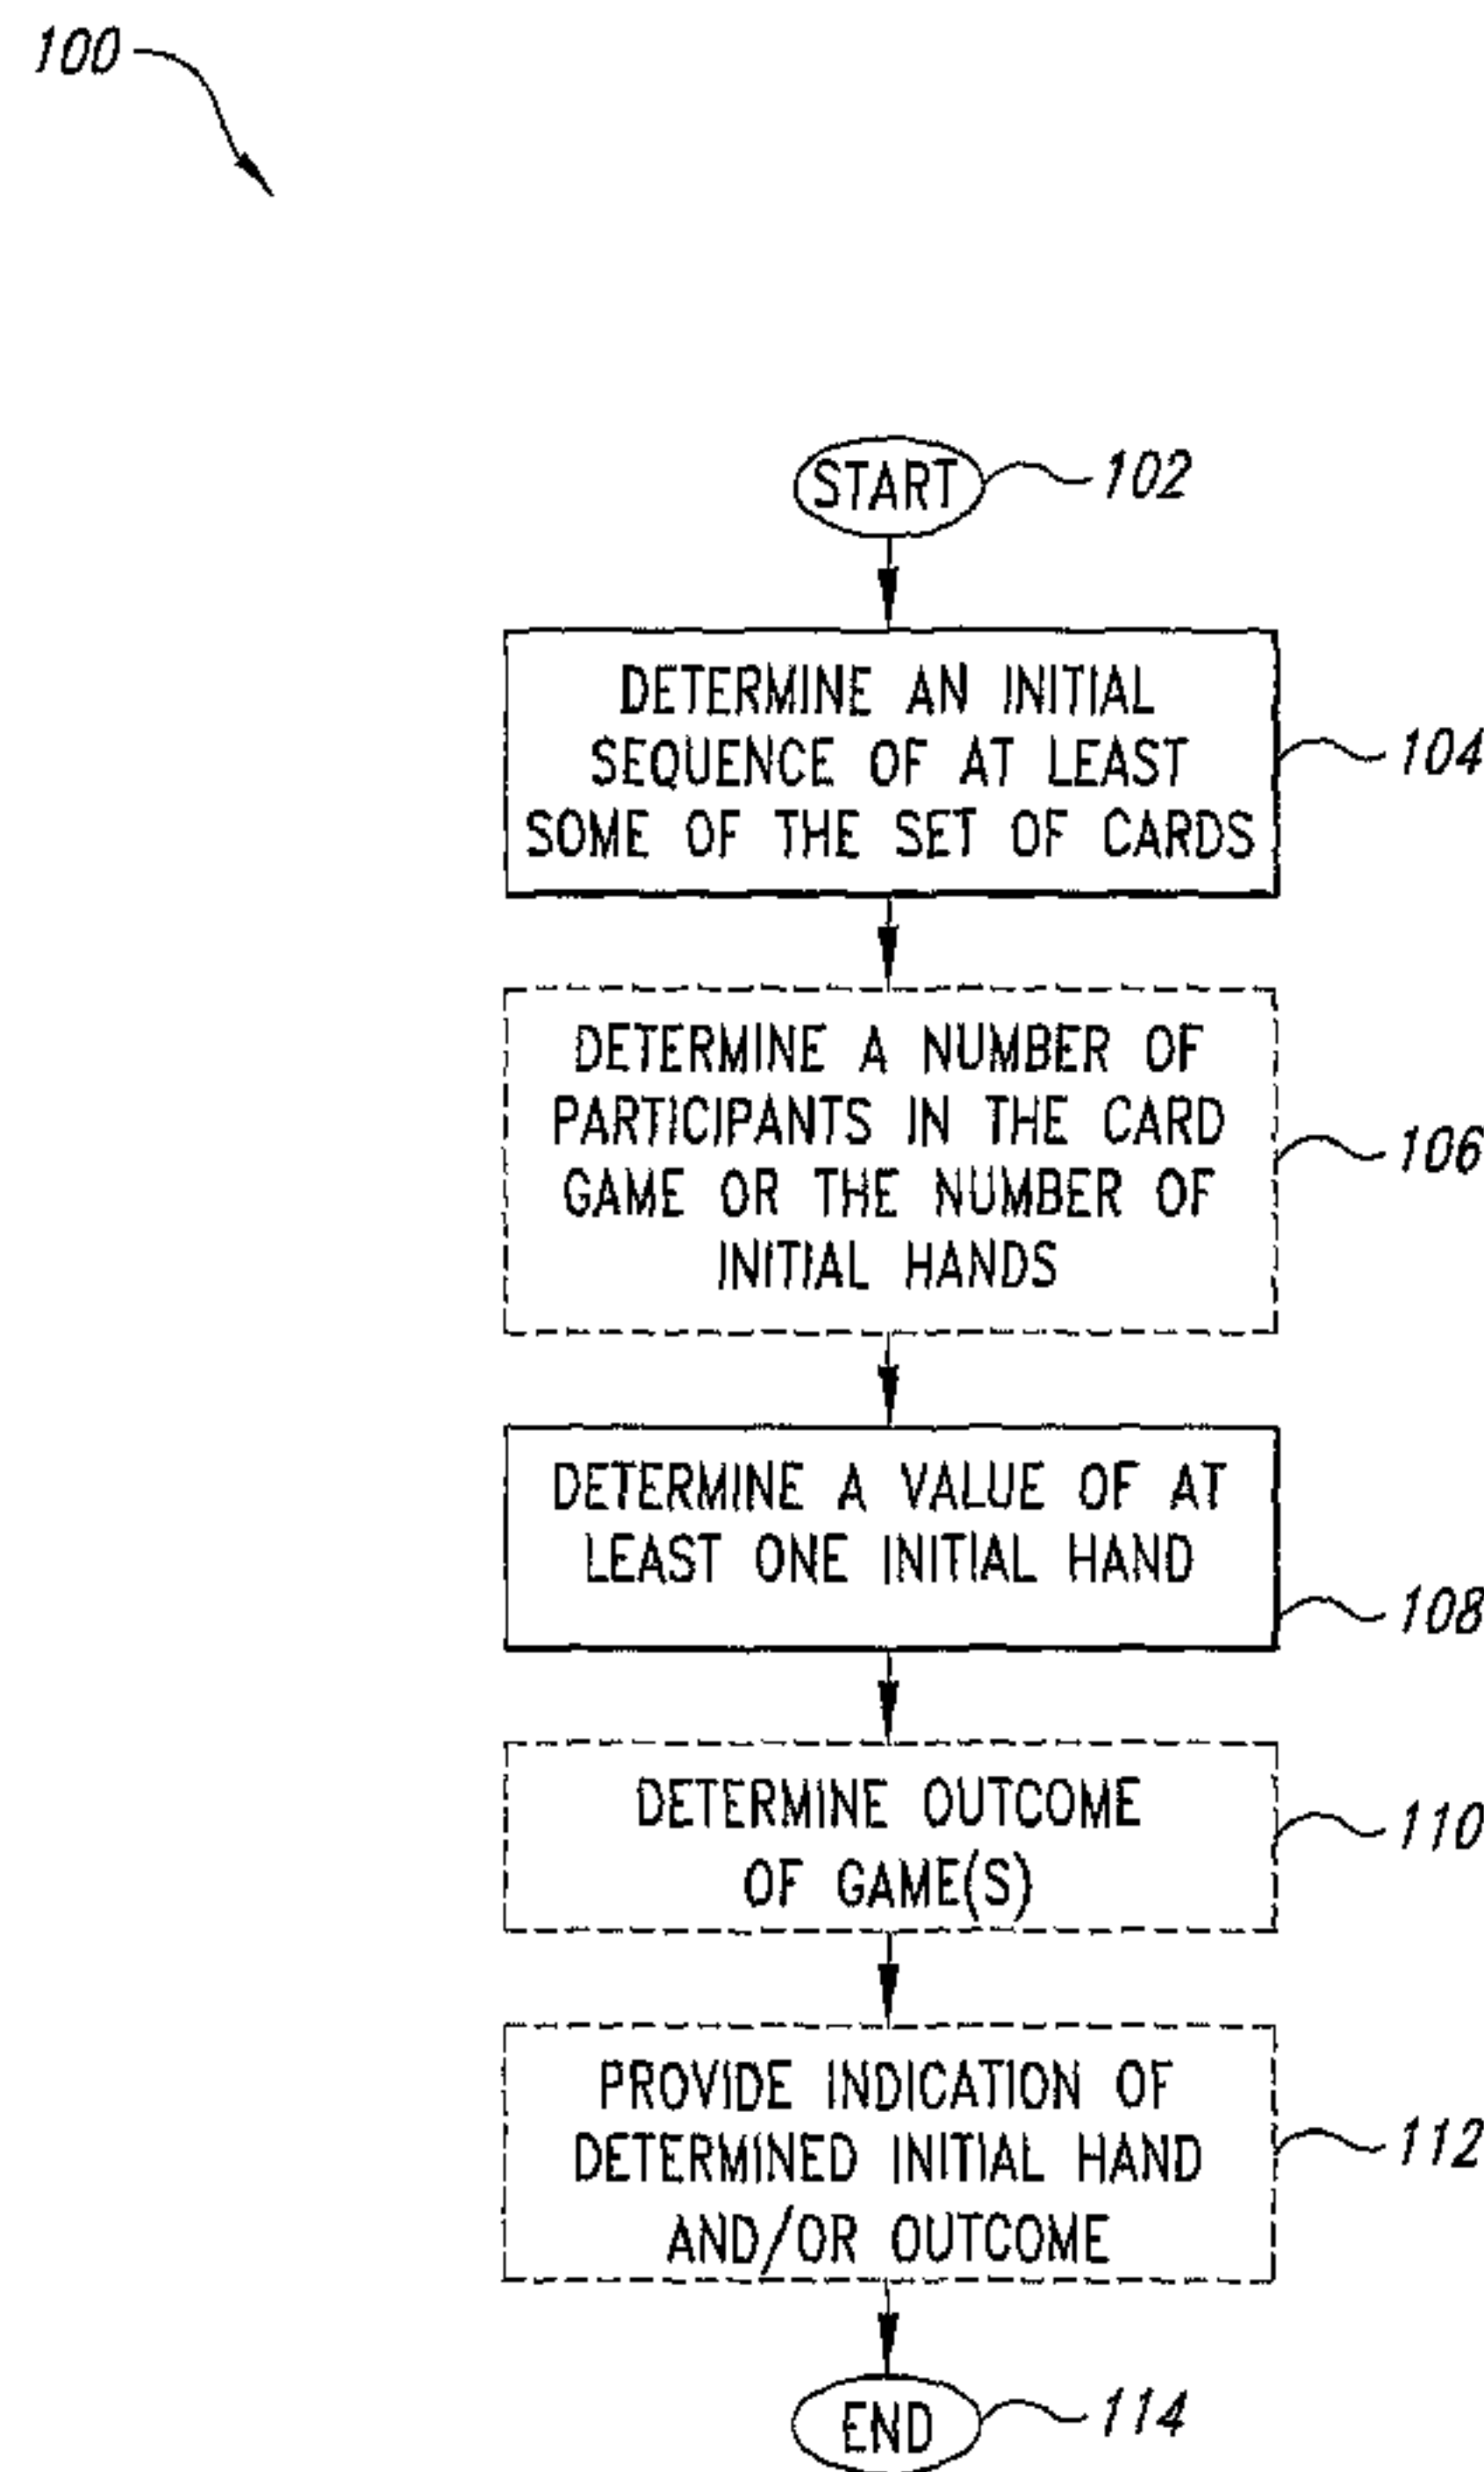 100
START
102
DETERMINE AN INITIAL
SEQUENCE OF AT LEAST
SOME OF THE SET OF CARDS
104
DETERMINE A NUMBER OF
PARTICIPANTS IN THE CARD
GAME OR THE NUMBER OF
INITIAL HANDS
106
DETERMINE A VALUE OF AT
LEAST ONE INITIAL HAND
108
DETERMINE OUTCOME
OF GAME(S)
110
PROVIDE INDICATION OF
DETERMINED INITIAL HAND
AND/OR OUTCOME
112
END
114